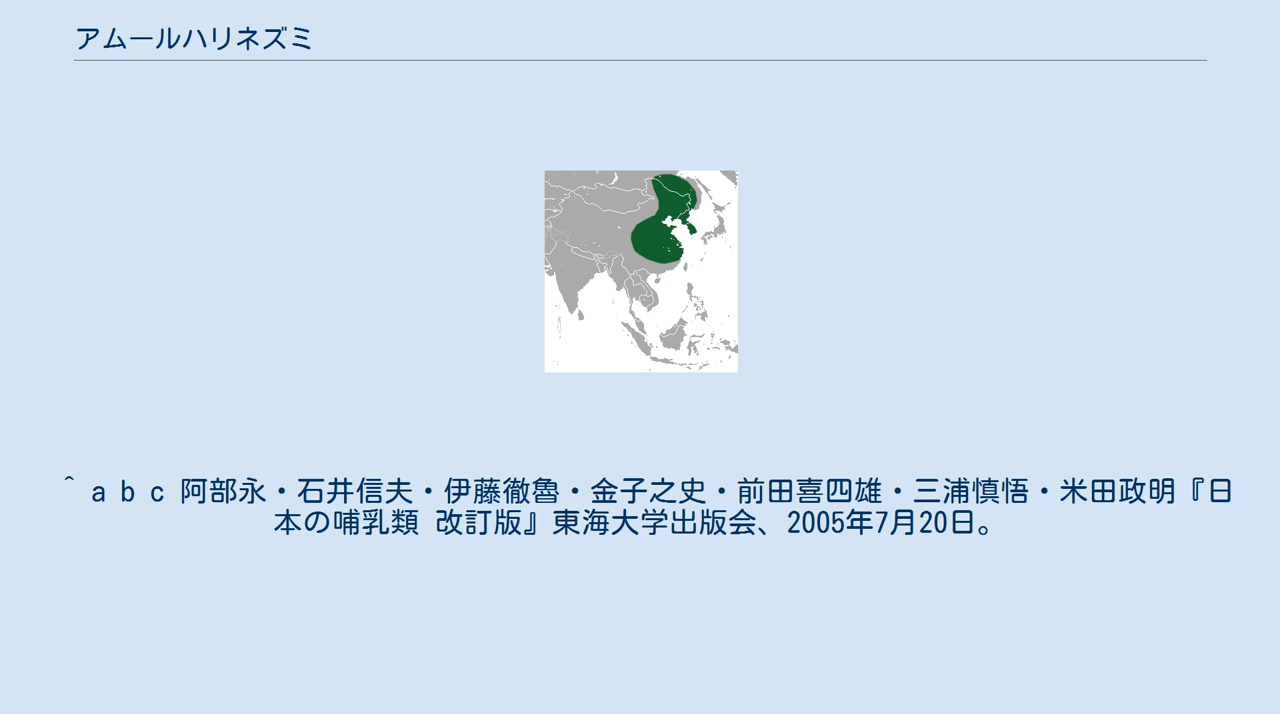 アムールハリネズミ
^ a b c 阿部永・石井信夫・伊藤徹魯・金子之史・前田喜四雄・三浦慎悟・米田政明『日
本の哺乳類 改訂版』東海大学出版会、2005年7月20日。